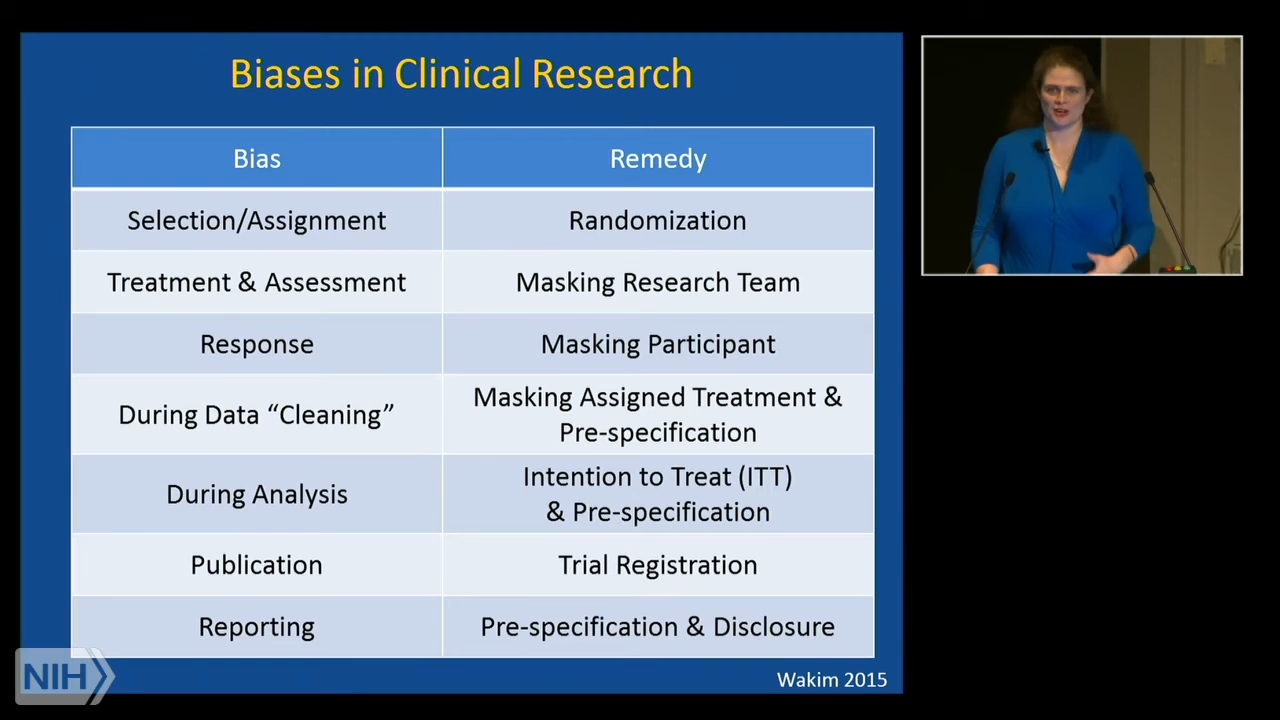 Biases in Clinical Research
Bias
Remedy
Selection/Assignment
Randomization
Treatment & Assessment
Masking Research Team
Response
Masking Participant
During Data “Cleaning”
Masking Assigned Treatment &
Pre-specification
During Analysis
Intention to Treat (ITT)
& Pre-specification
Publication
Trial Registration
Reporting
Pre-specification & Disclosure
NIH
Wakim 2015